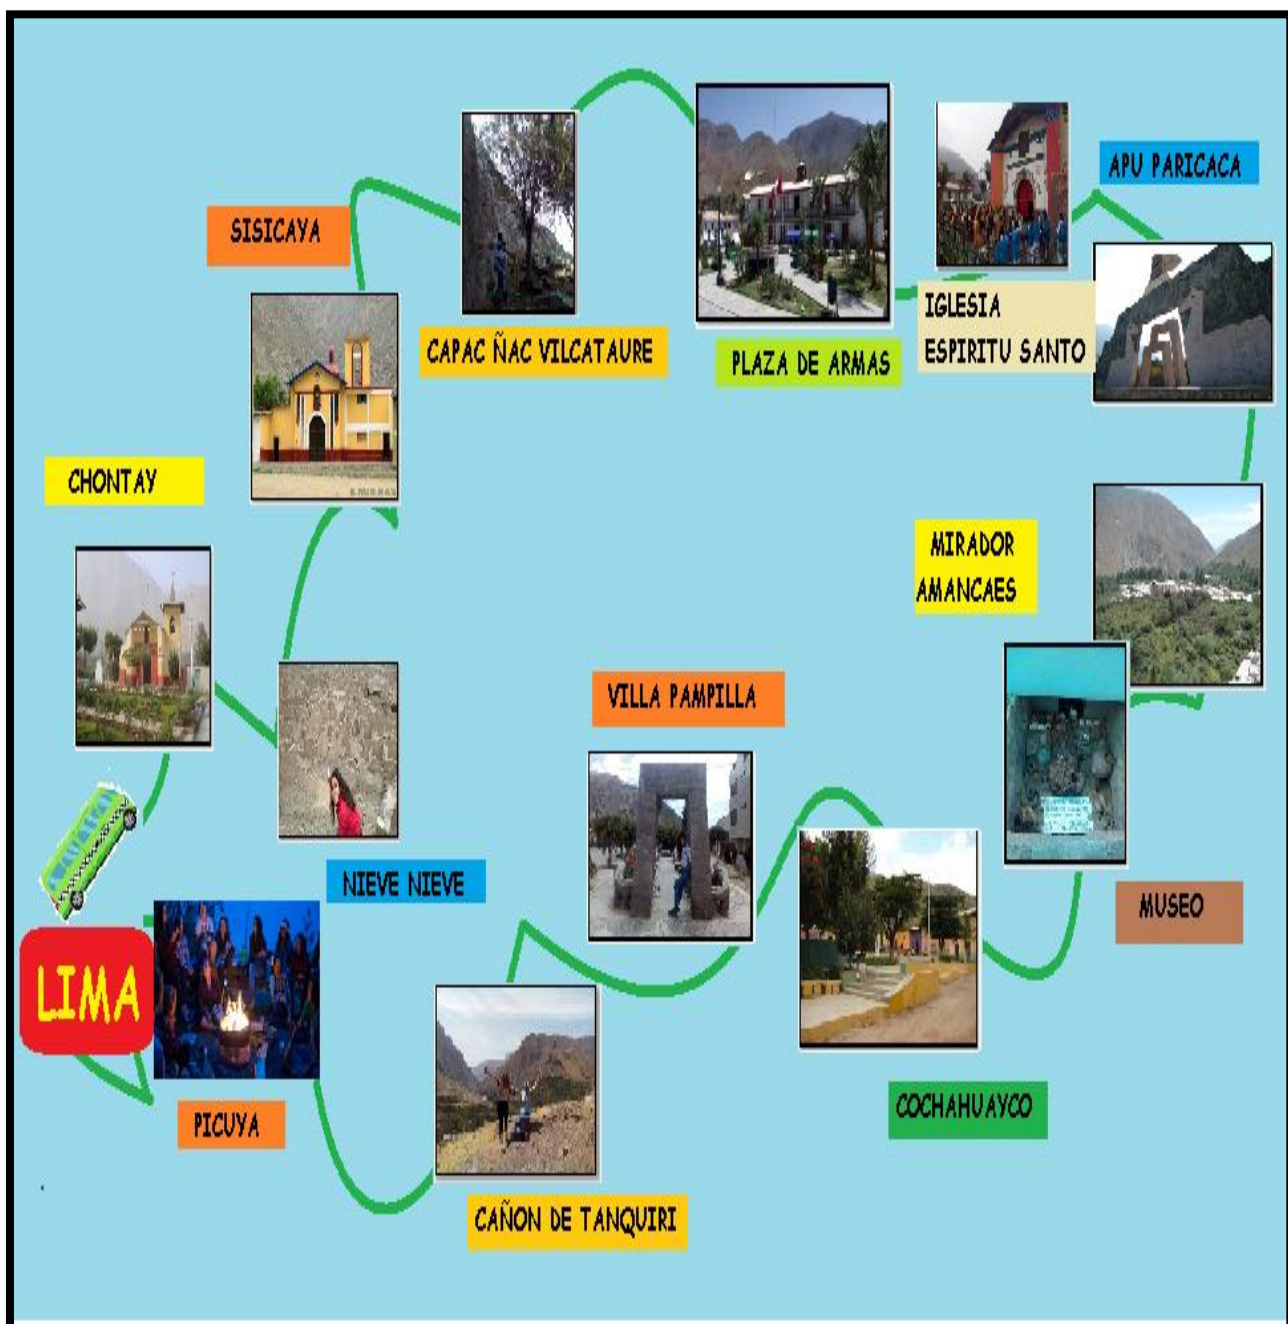 SISICAYA
CAPAC ÑAC VILCATAURE
PLAZA DE ARMAS
IGLESIA
ESPIRITU SANTO
APU PARICACA
CHONTAY
MIRADOR
AMANCAES
NIEVE NIEVE
VILLA PAMPILLA
MUSEO
LIMA
PICUYA
CAÑON DE TANQUIRI
COCHAHUAYCO